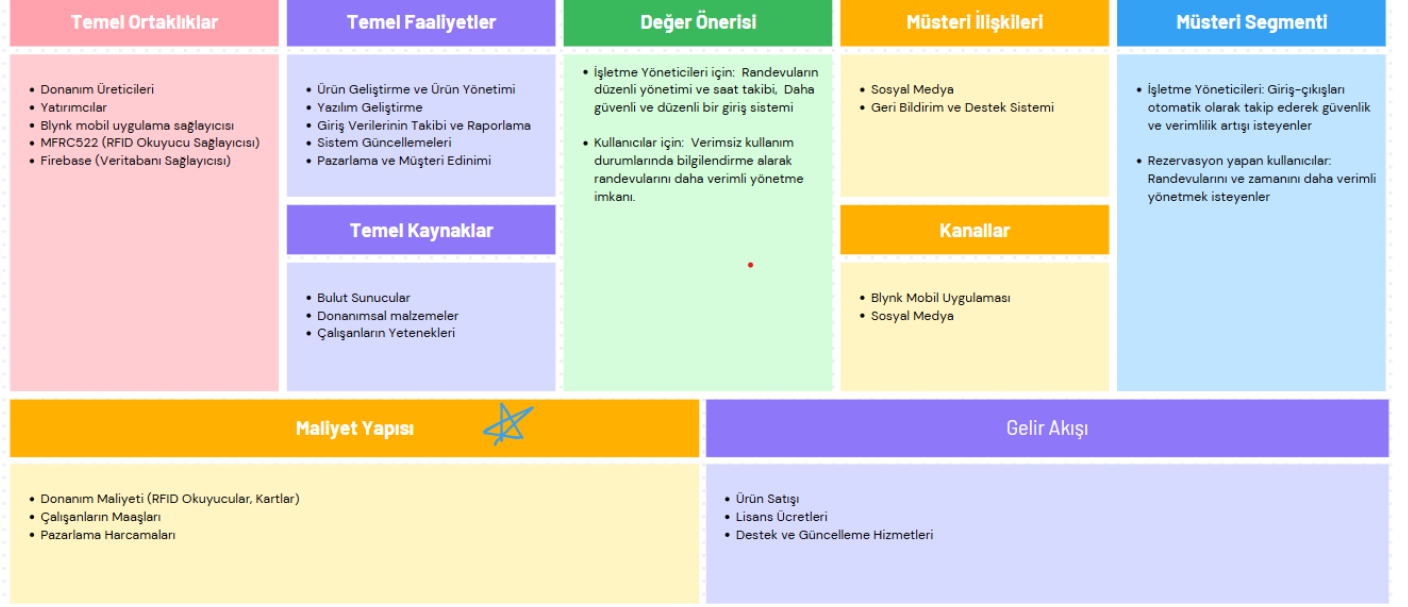 Temel Ortaklıklar
Donanım Üreticileri
Yatırımcılar
Blynk mobil uygulama sağlayıcısı
MFRC522 (RFID Okuyucu Sağlayıcısı)
Firebase (Veritabanı Sağlayıcısı)
Temel Faaliyetler
Ürün Geliştirme ve Ürün Yönetimi
Yazılım Geliştirme
Giriş Verilerinin Takibi ve Raporlama
Sistem Güncellemeleri
Pazarlama ve Müşteri Edinimi
Temel Kaynaklar
Bulut Sunucular
Donanımsal malzemeler
Çalışanların Yetenekleri
Değer Önerisi
İşletme Yöneticileri için: Randevuların
düzenli yönetimi ve saat takibi, Daha
güvenli ve düzenli bir giriş sistemi
Kullanıcılar için: Verimsiz kullanım
durumlarında bilgilendirme alarak
randevularını daha verimli yönetme
imkanı.
Müsteri İlişkileri
Sosyal Medya
Geri Bildirim ve Destek Sistemi
Kanallar
Blynk Mobil Uygulaması
Sosyal Medya
Müsteri Segmenti
İşletme Yöneticileri: Giriş-çıkışları
otomatik olarak takip ederek güvenlik
ve verimlilik artışı isteyenler
Rezervasyon yapan kullanıcılar:
Randevularını ve zamanını daha verimli
yönetmek isteyenler
Maliyet Yapısı
Donanım Maliyeti (RFID Okuyucular, Kartlar)
Çalışanların Maaşları
Pazarlama Harcamaları
Gelir Akışı
Ürün Satışı
Lisans Ücretleri
Destek ve Güncelleme Hizmetleri